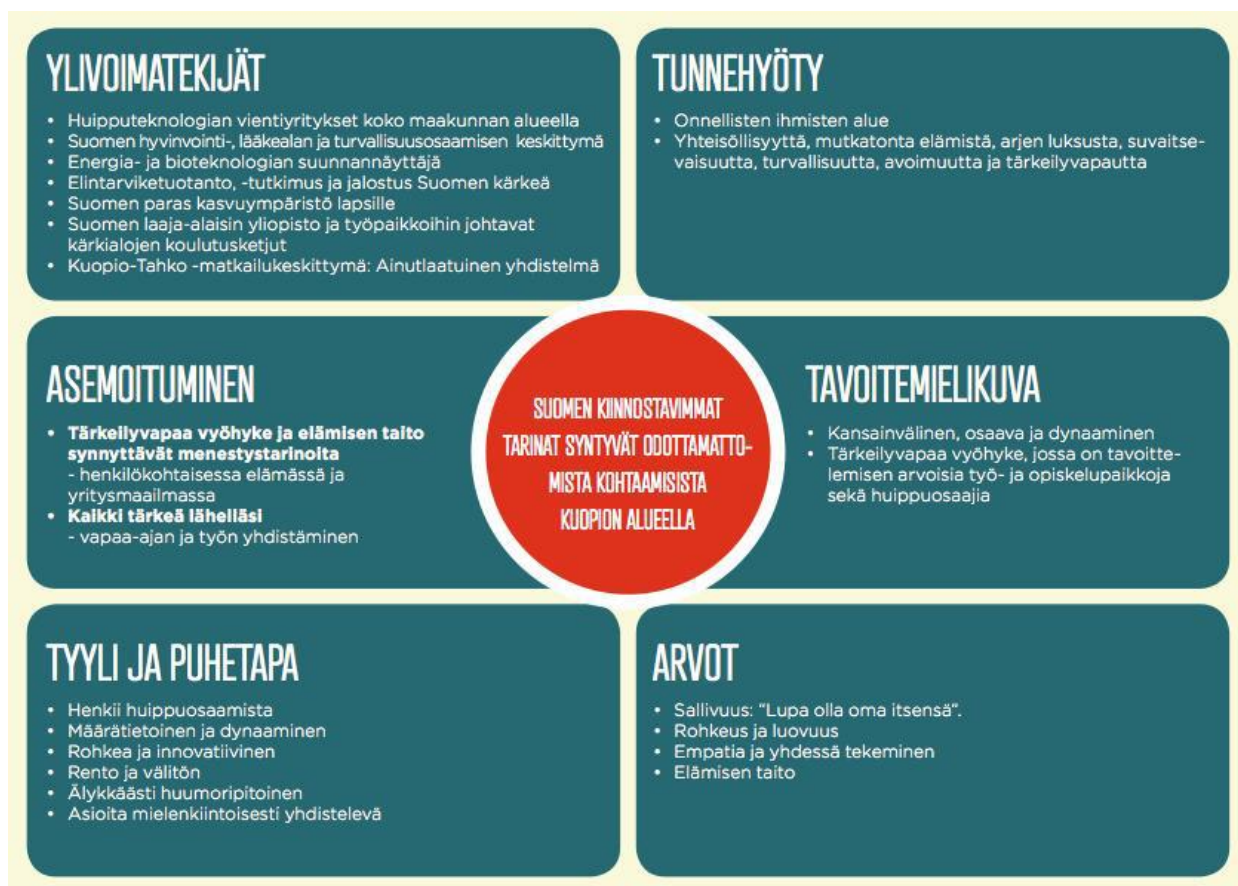 YLIVOIMATEKIJÄT
• Huipputeknologian vientiyritykset koko maakunnan alueella
• Suomen hyvinvointi-, lääkealan ja turvallisuusosaamisen keskittymä
• Energia- ja bioteknologian suunnannäyttäjä
• Elintarviketuotanto, -tutkimus ja jalostus Suomen kärkeä
• Suomen paras kasvuympäristö lapsille
• Suomen laaja-alaisin yliopisto ja työpaikkoihin johtavat
kärkialojen koulutusketjut
• Kuopio-Tahko -matkailukeskittymä: Ainutlaatuinen yhdistelmä
TUNNEHYÖTY
• Onnellisten ihmisten alue
• Yhteisöllisyyttä, mutkatonta elämistä, arjen luksusta, suvaitse-
vaisuutta, turvallisuutta, avoimuutta ja tärkeilyvapautta
ASEMOITUMINEN
• Tärkeilyvapaa vyöhyke ja elämisen taito
synnyttävät menestystarinoita
- henkilökohtaisessa elämässä ja
yritysmaailmassa
• Kaikki tärkeä lähelläsi
- vapaa-ajan ja työn yhdistäminen
SUOMEN KIINNOSTAVIMMAT
TARINAT SYNTYVÄT ODOTTAMATTO-
MISTA KOHTAAMISISTA
KUOPION ALUEELLA
TAVOITEMIELIKUVA
• Kansainvälinen, osaava ja dynaaminen
• Tärkeilyvapaa vyöhyke, jossa on tavoitte-
lemisen arvoisia työ- ja opiskelupaikkoja
sekä huippuosaajia
TYYLI JA PUHETAPA
• Henkii huippuosaamista
• Määrätietoinen ja dynaaminen
• Rohkea ja innovatiivinen
• Rento ja välitön
• Älykkäästi huumoripitoinen
• Asioita mielenkiintoisesti yhdistelevä
ARVOT
• Sallivuus: “Lupa olla oma itsensä”.
• Rohkeus ja luovuus
• Empatia ja yhdessä tekeminen
• Elämisen taito